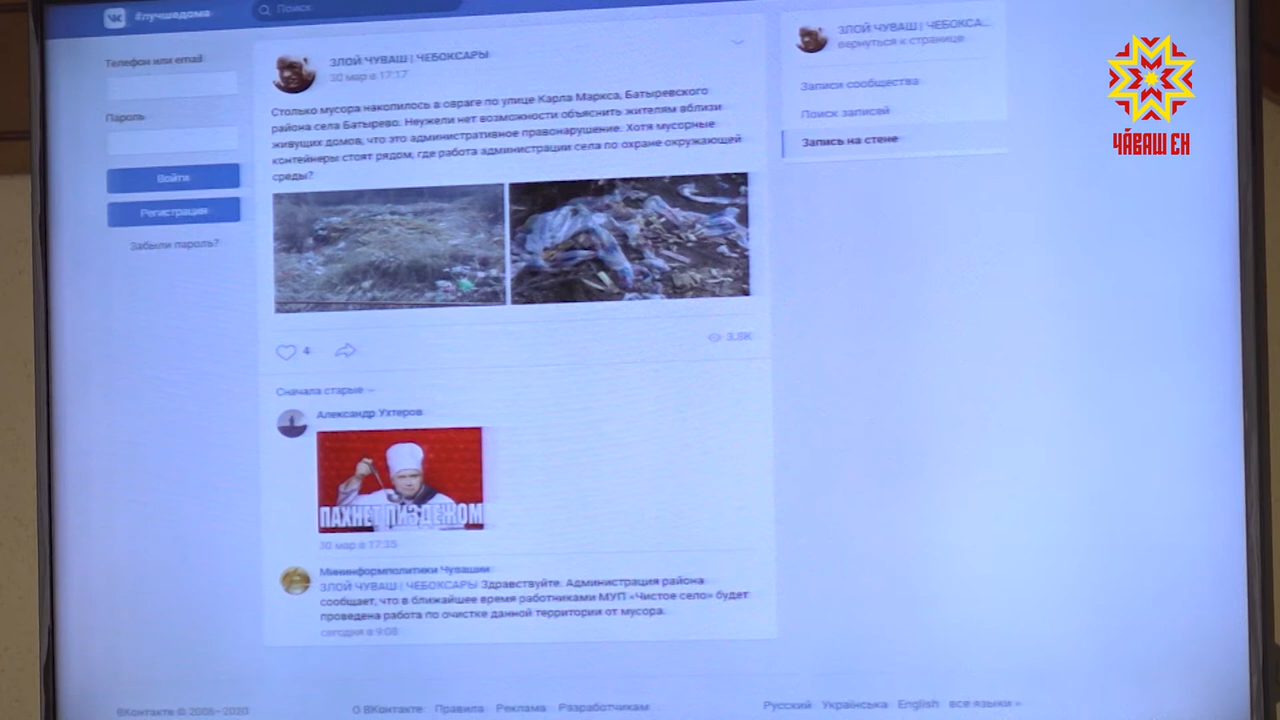 #лучшедома
Поиск
Телефон или email
Пароль
Войти
Регистрация
Забыли пароль?
ЗЛОЙ ЧУВАШ | ЧЕБОКСАРЫ
30 мар в 17:17
Столько мусора накопилось в овраге по улице Карла Маркса, Батыревского
района села Батырево. Неужели нет возможности объяснить жителям вблизи
живущих домов, что это административное правонарушение. Хотя мусорные
контейнеры стоят рядом, где работа администрации села по охране окружающей
среды?
4
3.8K
Сначала старые
Александр Ухтеров
ПАХНЕТ ПИЗДЕЖОМ
30 мар в 17:35
Мининформполитики Чувашии
ЗЛОЙ ЧУВАШ | ЧЕБОКСАРЫ Здравствуйте. Администрация района
сообщает, что в ближайшее время работниками МУП «Чистое село» будет
проведена работа по очистке данной территории от мусора.
сегодня в 9:08
ЗЛОЙ ЧУВАШ | ЧЕБОКСА...
вернуться к странице
Записи сообщества
Поиск записей
Запись на стене
ЧӐВАШ ЕН
ВКонтакте © 2006–2020
О ВКонтакте Правила Реклама Разработчикам
Русский Українська English все языки »